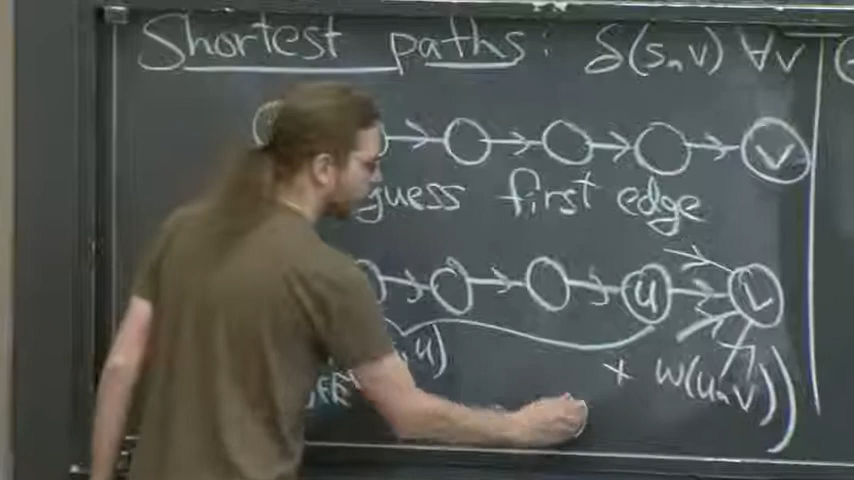 Shortest paths: δ(s,v) ∀v
v
guess first edge
u v
, u) + w(u,v))